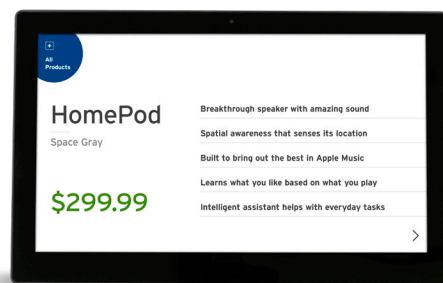 All
Products
HomePod
Space Gray
$299.99
Breakthrough speaker with amazing sound
Spatial awareness that senses its location
Built to bring out the best in Apple Music
Learns what you like based on what you play
Intelligent assistant helps with everyday tasks